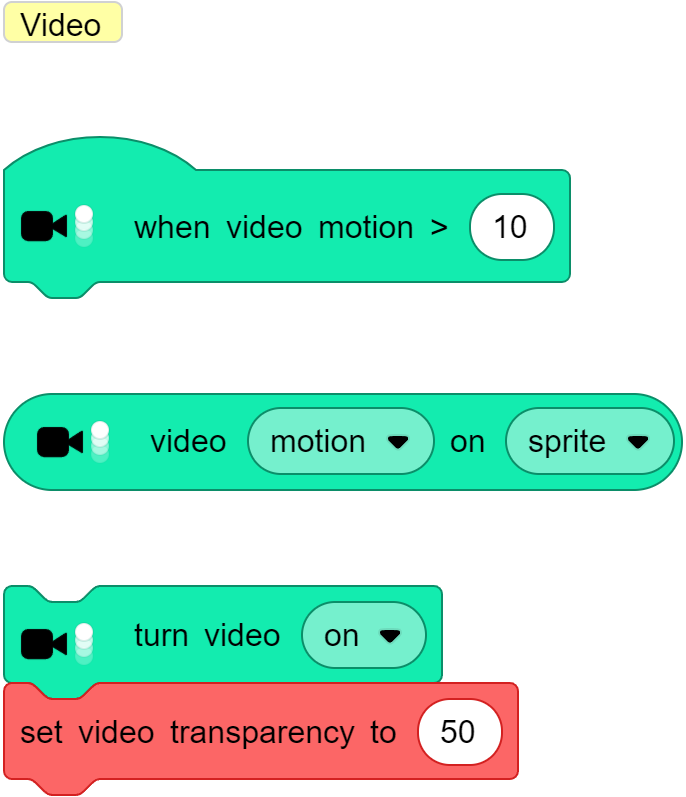 Video
when video motion > 10
video motion on sprite
turn video on
set video transparency to 50